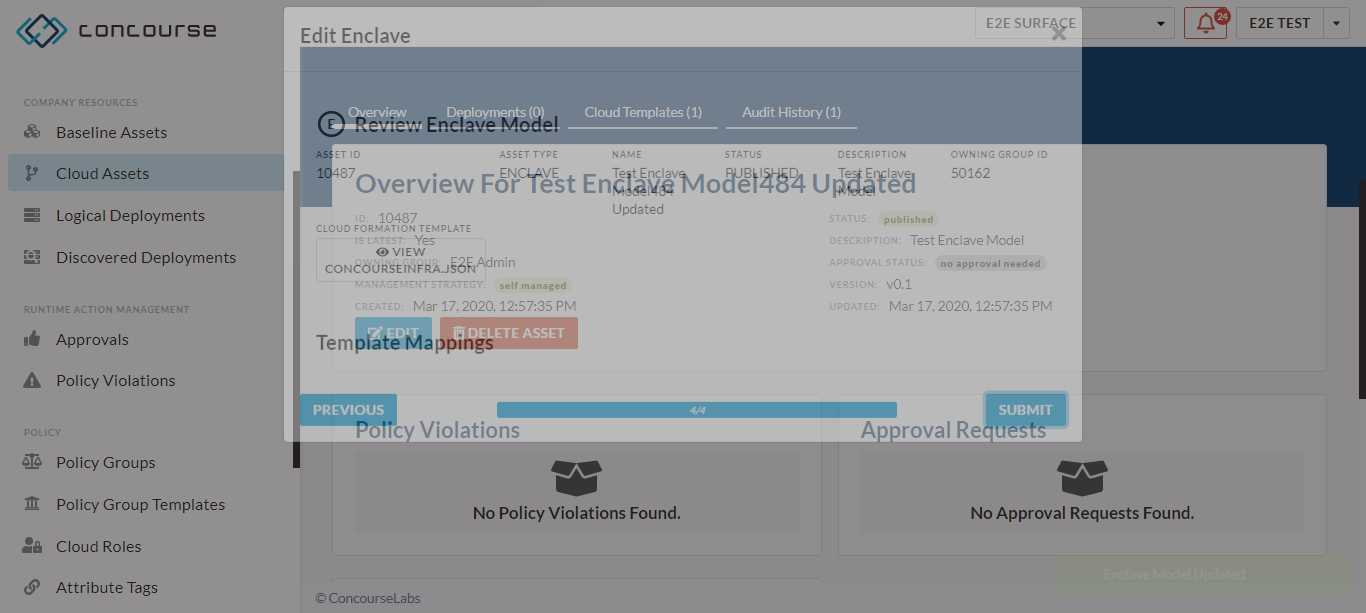 concourse
E2E SURFACE
24
E2E TEST
COMPANY RESOURCES
Baseline Assets
Cloud Assets
Logical Deployments
Discovered Deployments
RUNTIME ACTION MANAGEMENT
Approvals
Policy Violations
POLICY
Policy Groups
Policy Group Templates
Cloud Roles
Attribute Tags
Edit Enclave
Overview
Deployments (0)
Cloud Templates (1)
Audit History (1)
E
Review Enclave Model
ASSET ID
10487
ASSET TYPE
ENCLAVE
NAME
Test Enclave
Model484
Updated
STATUS
PUBLISHED
DESCRIPTION
Test Enclave
Model
OWNING GROUP ID
50162
Overview For Test Enclave Model484 Updated
ID: 10487
CLOUD FORMATION TEMPLATE
VIEW
CONCOURSEINFRA.JSON
IS LATEST: Yes
OWNING GROUP: E2E Admin
MANAGEMENT STRATEGY: self managed
CREATED: Mar 17, 2020, 12:57:35 PM
STATUS: published
DESCRIPTION: Test Enclave Model
APPROVAL STATUS: no approval needed
VERSION: v0.1
UPDATED: Mar 17, 2020, 12:57:35 PM
EDIT
DELETE ASSET
Template Mappings
PREVIOUS
4/4
SUBMIT
Policy Violations
No Policy Violations Found.
Approval Requests
No Approval Requests Found.
Enclave Model Updated
© ConcourseLabs